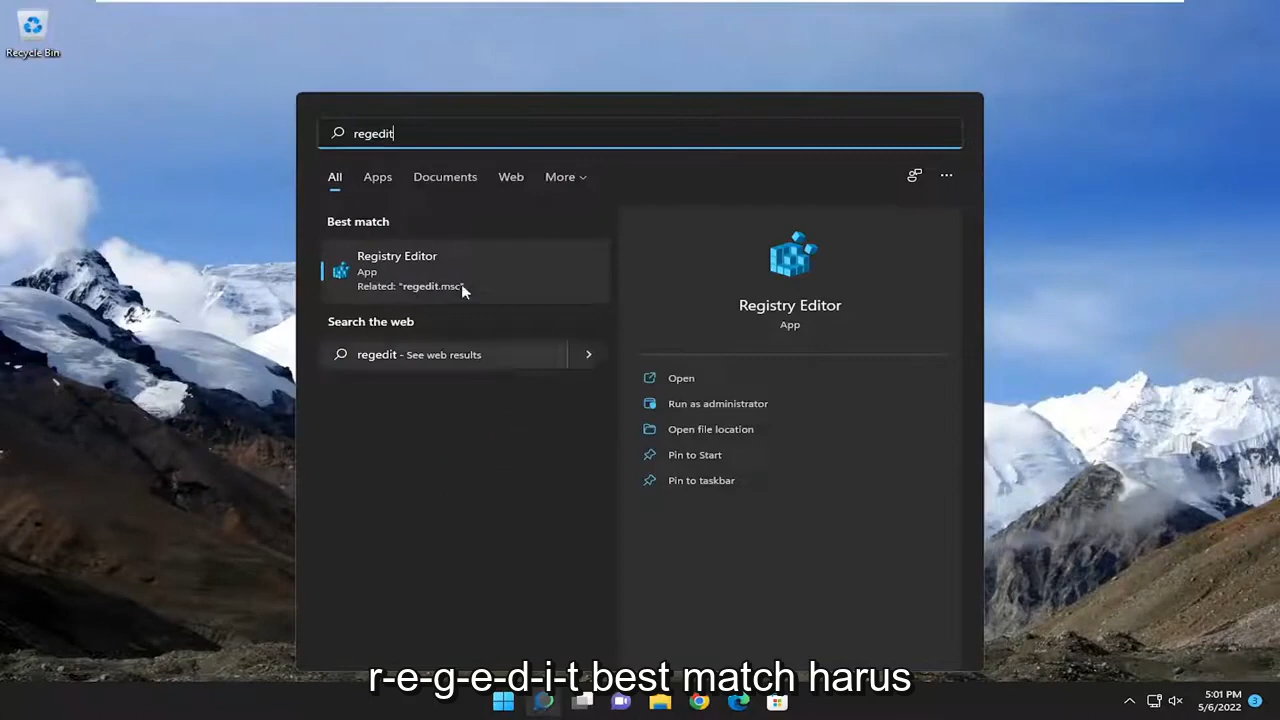 Recycle Bin
regedit
All Apps Documents Web More
Best match
Registry Editor
App
Related: "regedit.msc"
Search the web
regedit - See web results
Registry Editor
App
Open
Run as administrator
Open file location
Pin to Start
Pin to taskbar
r-e-g-e-d-i-t best match harus
5:01 PM
5/6/2022
3